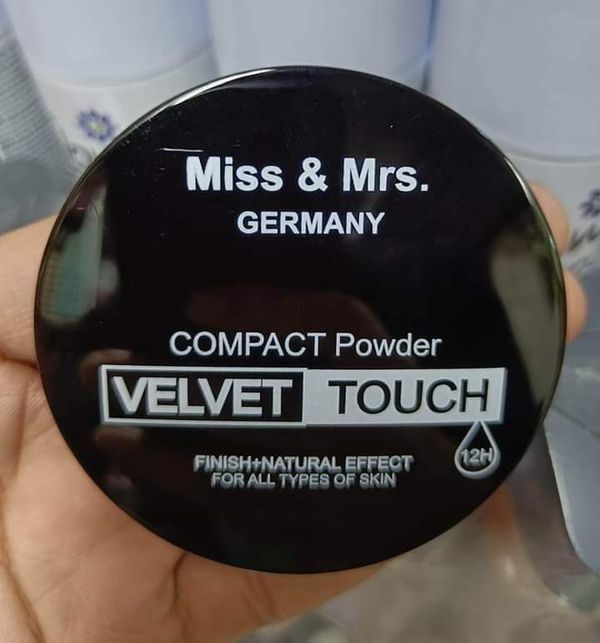 Miss & Mrs.
GERMANY
COMPACT Powder
VELVET TOUCH
12H
FINISH+NATURAL EFFECT
FOR ALL TYPES OF SKIN